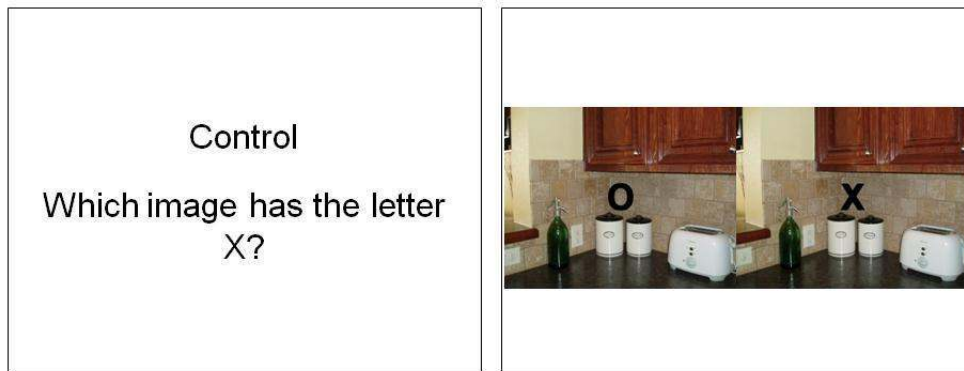 Control
Which image has the letter
X?
O
X